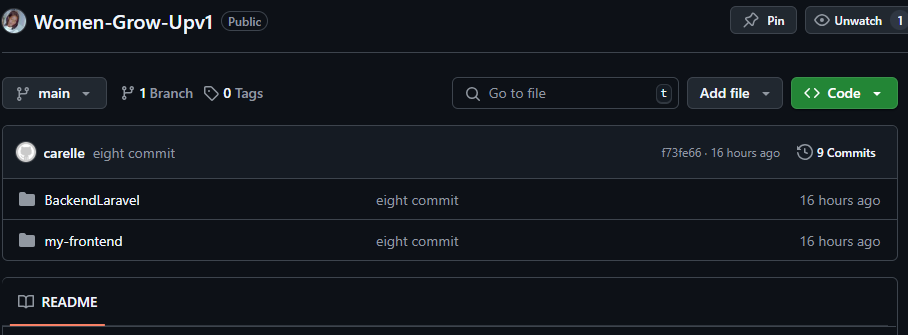 Women-Grow-Upv1 Public Pin Unwatch 1
main 1 Branch 0 Tags Go to file t Add file Code
carelle eight commit f73fe66 · 16 hours ago 9 Commits
BackendLaravel eight commit 16 hours ago
my-frontend eight commit 16 hours ago
README